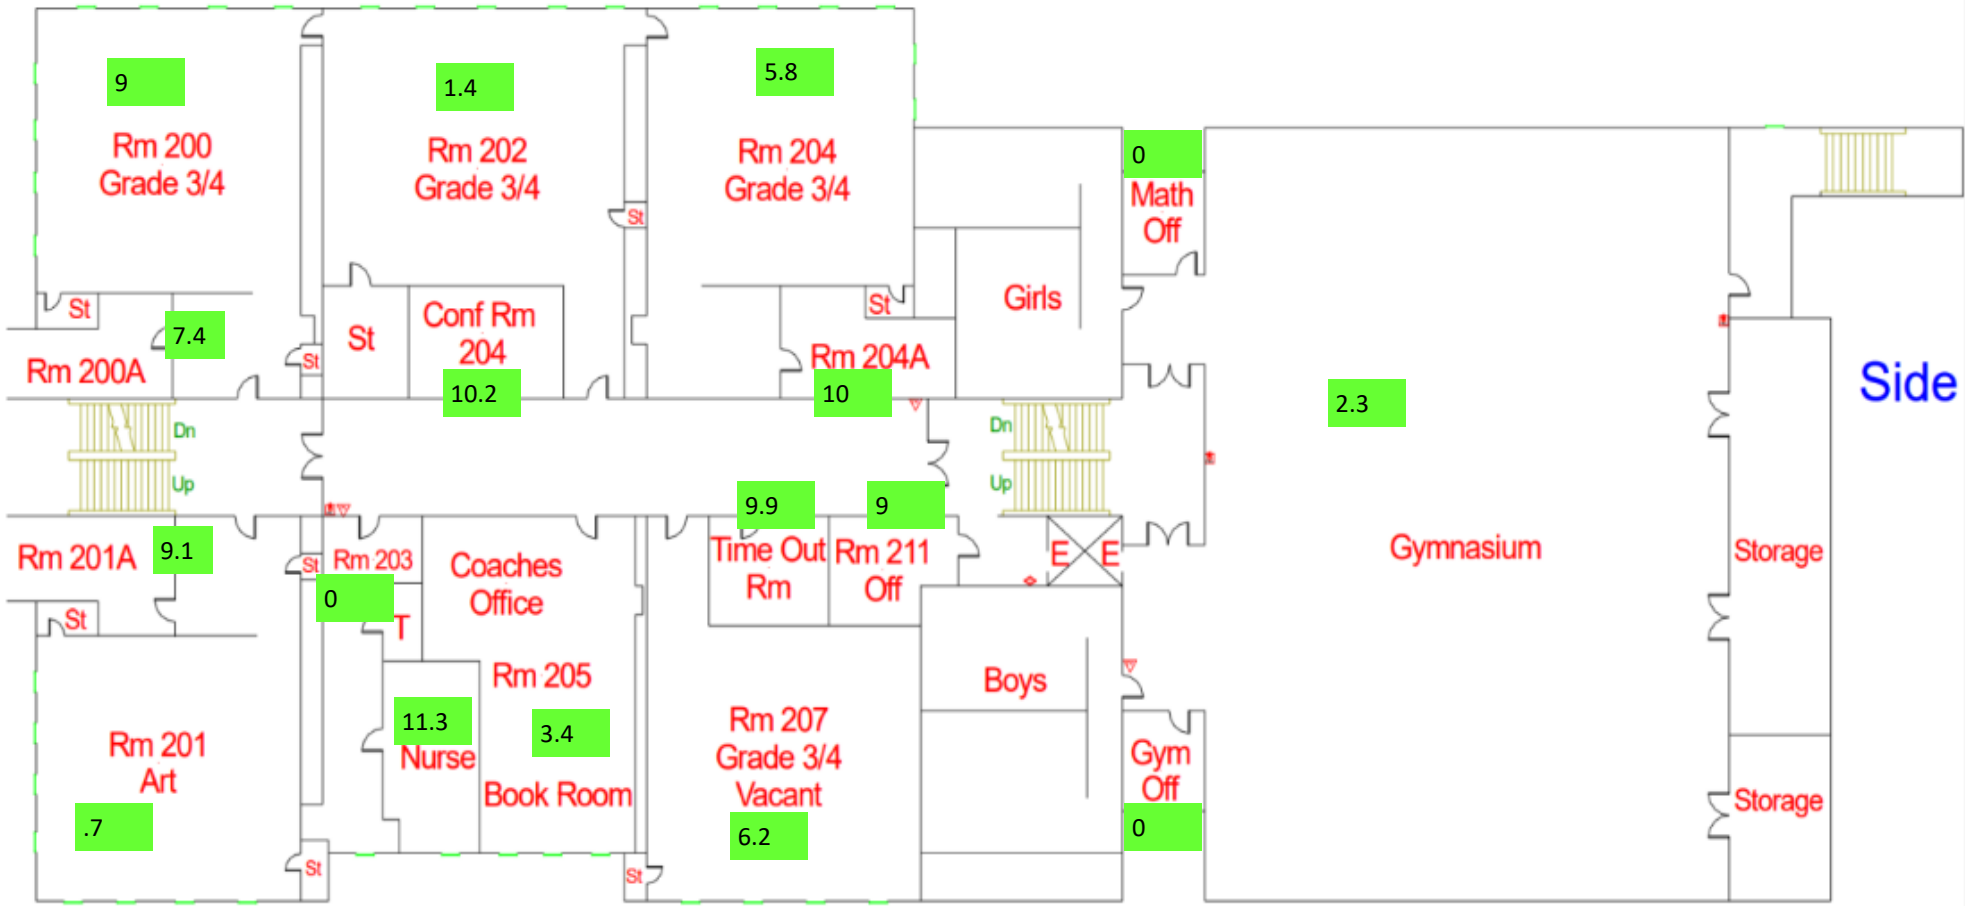 9
Rm 200
Grade 3/4
1.4
Rm 202
Grade 3/4
5.8
Rm 204
Grade 3/4
0
Math
Off
St
St
7.4
Rm 200A
St
St
Conf Rm
204
10.2
St
Rm 204A
10
Girls
2.3
Side
Dn
Up
Dn
Up
Rm 201A
9.1
St
St
Rm 203
0
T
Coaches
Office
9.9
Time Out
Rm
9
Rm 211
Off
E E
Gymnasium
Storage
Rm 201
Art
.7
St
11.3
Nurse
Rm 205
3.4
Book Room
St
Rm 207
Grade 3/4
Vacant
6.2
Boys
Gym
Off
0
Storage